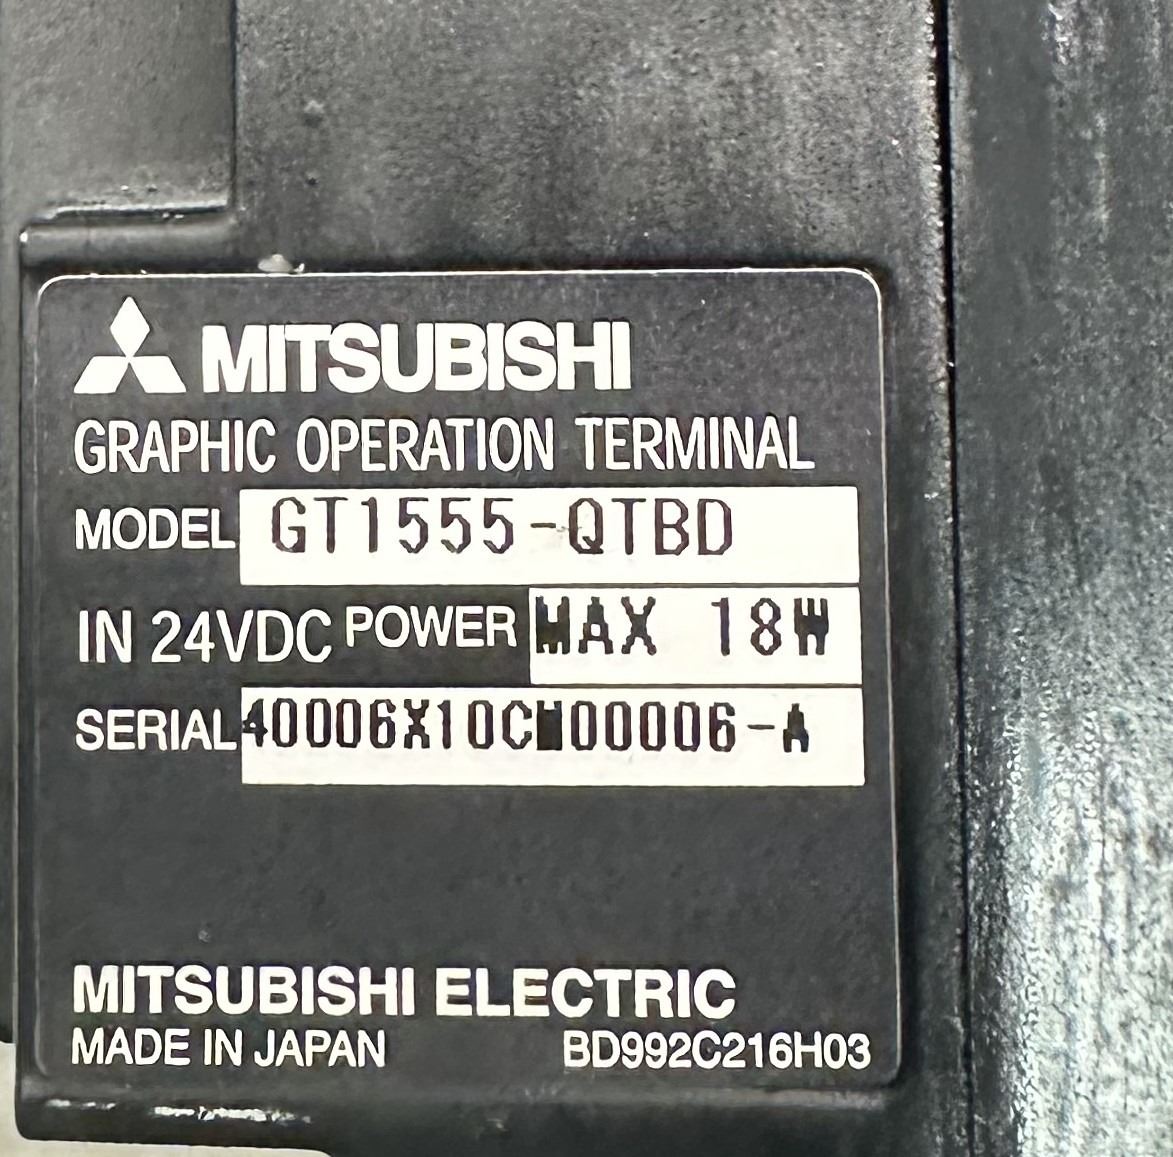 MITSUBISHI
GRAPHIC OPERATION TERMINAL
MODEL GT1555-QTBD
IN 24VDC POWER MAX 18W
SERIAL 40006X10CM00006-A
MITSUBISHI ELECTRIC
MADE IN JAPAN BD992C216H03